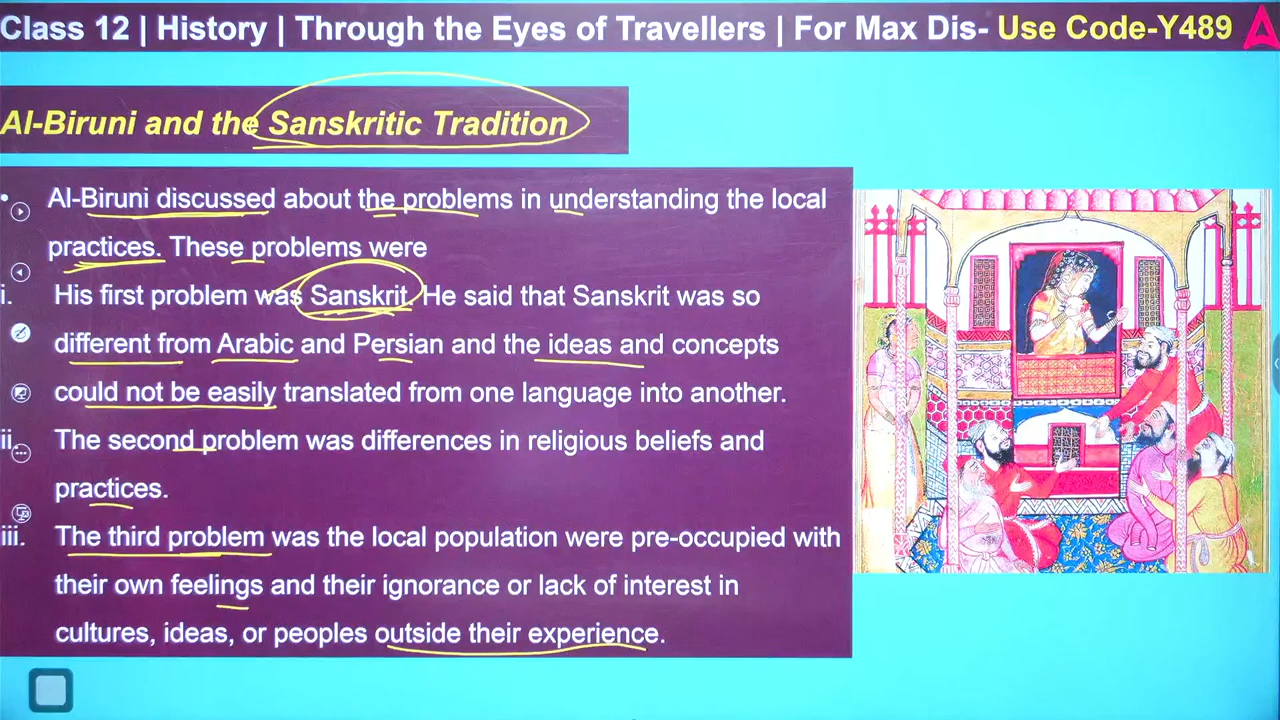 Class 12 | History | Through the Eyes of Travellers | For Max Dis- Use Code-Y489
Al-Biruni and the Sanskritic Tradition
• Al-Biruni discussed about the problems in understanding the local
practices. These problems were
i. His first problem was Sanskrit. He said that Sanskrit was so
different from Arabic and Persian and the ideas and concepts
could not be easily translated from one language into another.
ii. The second problem was differences in religious beliefs and
practices.
iii. The third problem was the local population were pre-occupied with
their own feelings and their ignorance or lack of interest in
cultures, ideas, or peoples outside their experience.